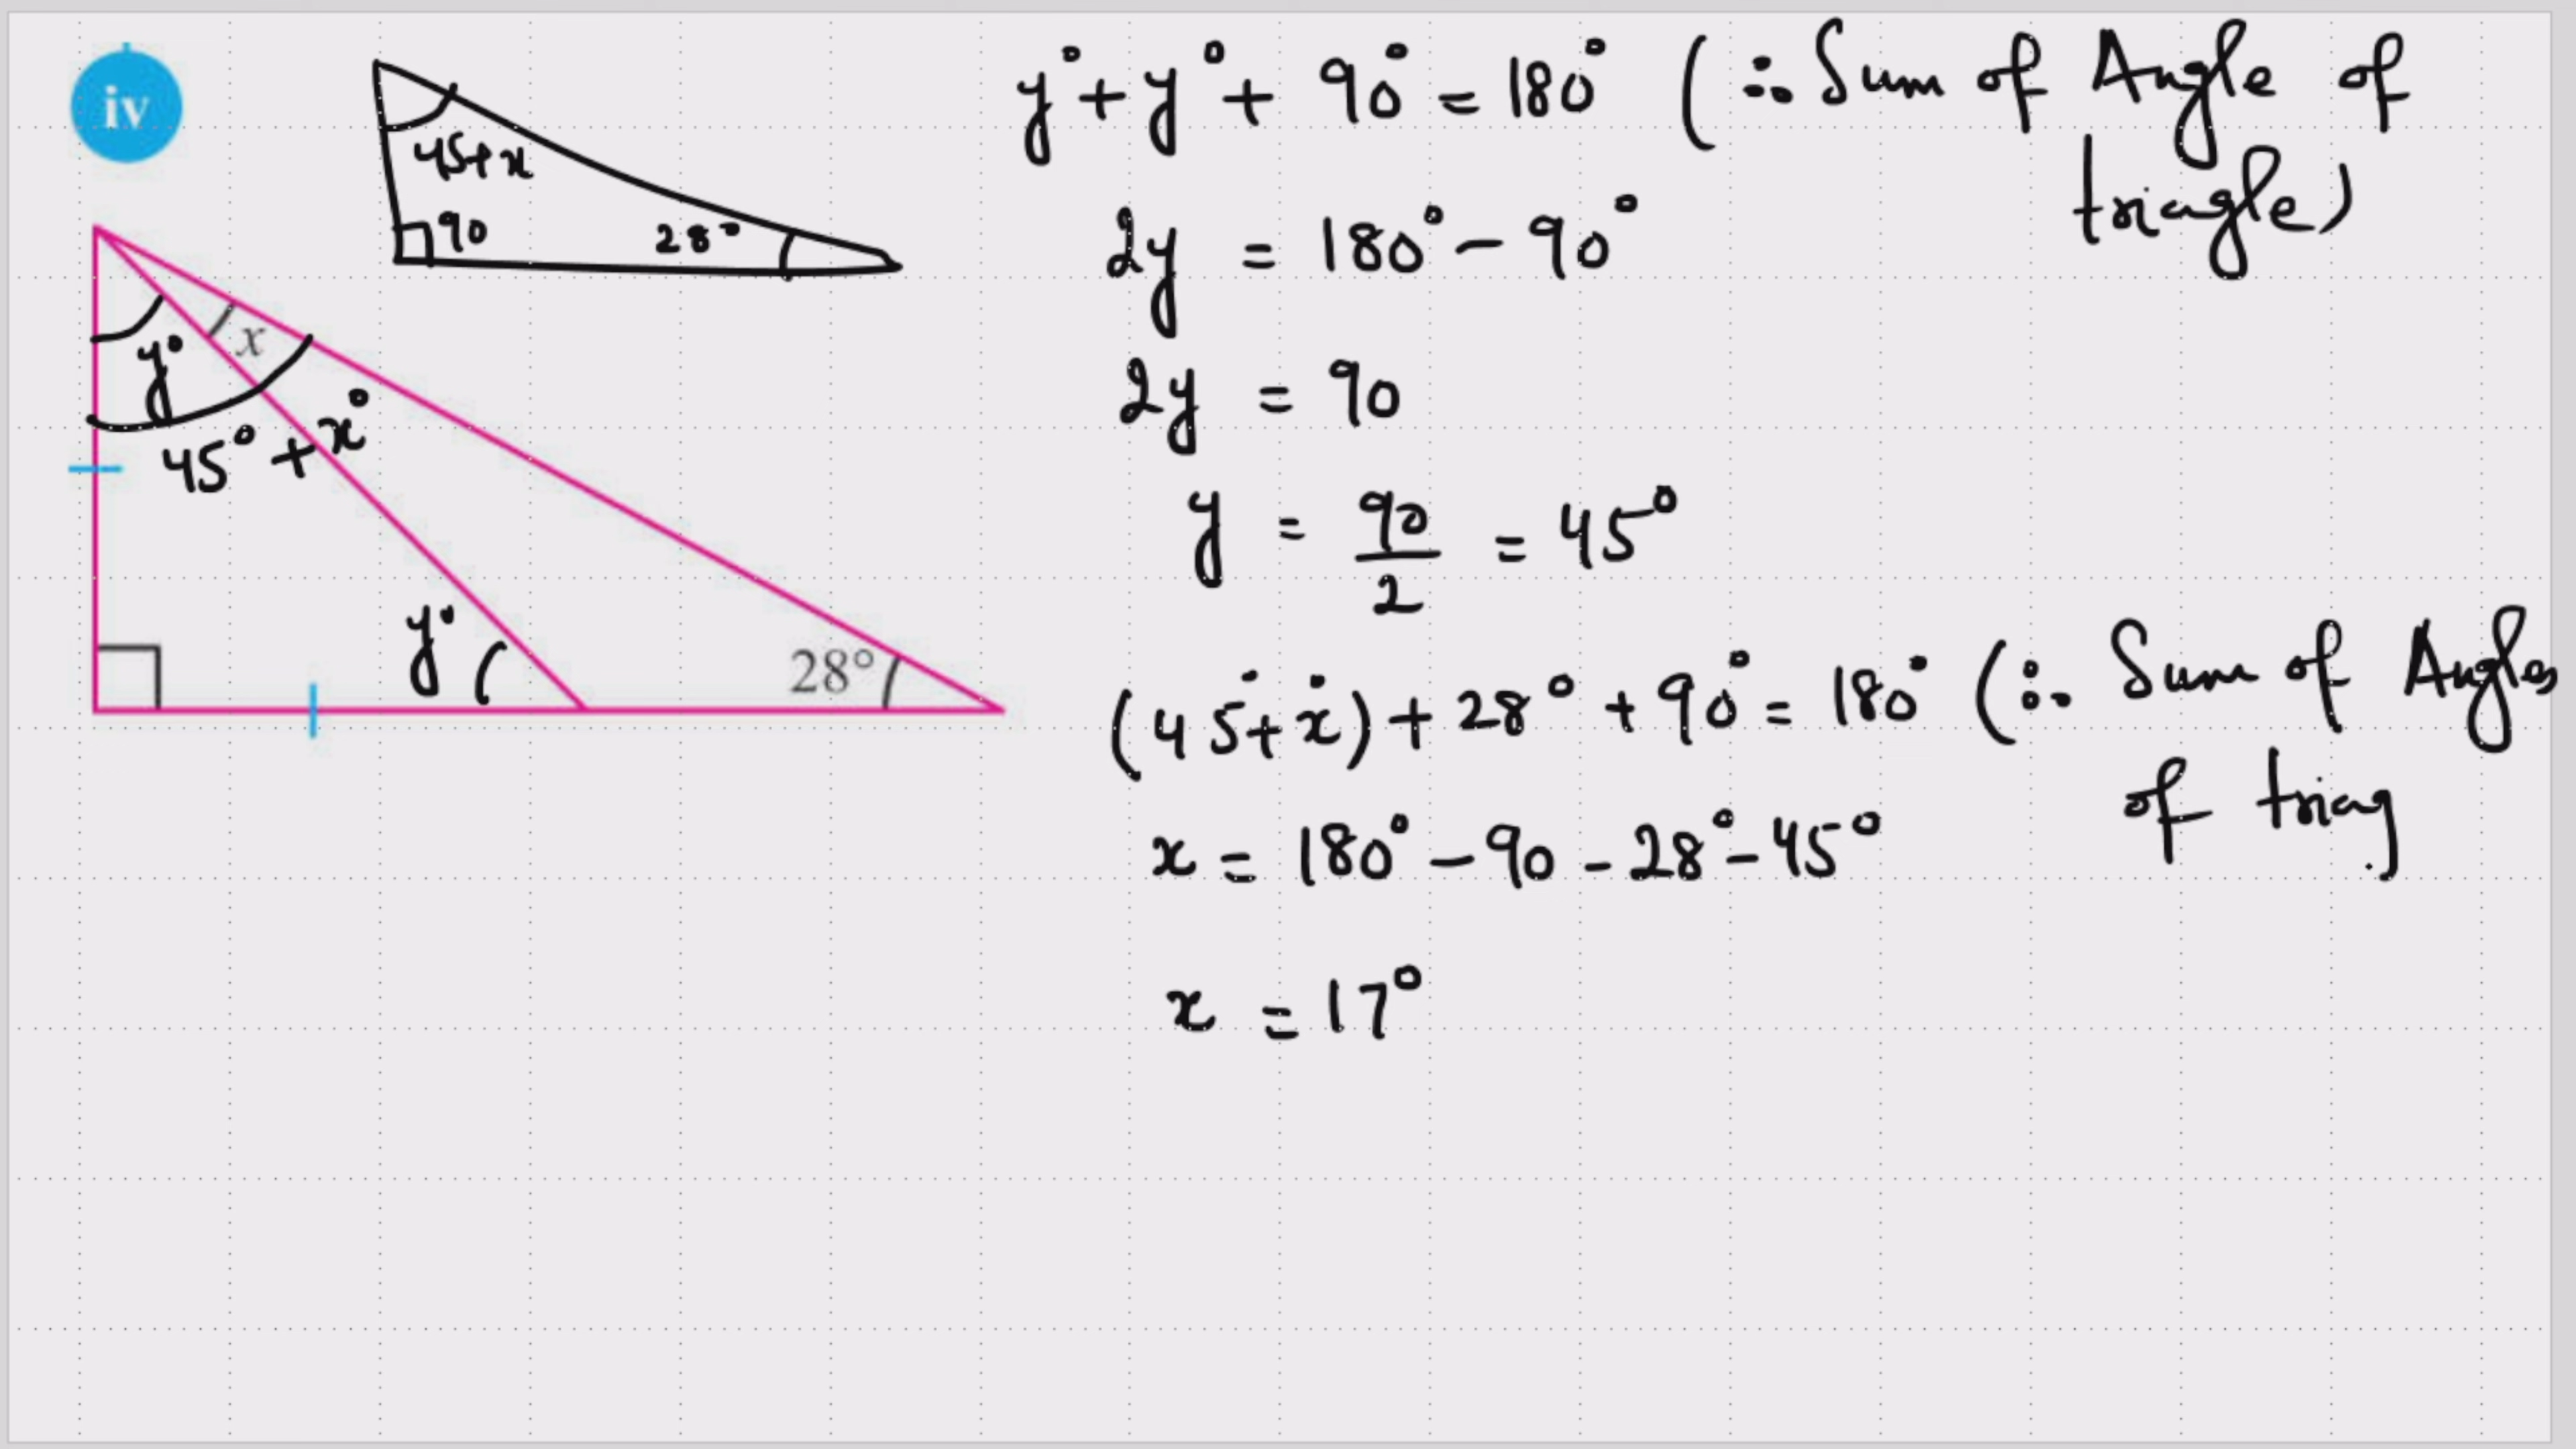 iv
45+x
90
28°
x
y°
45° + x°
y°
28°
y° + y° + 90° = 180° (∵ Sum of Angle of
triagle)
2y = 180° - 90°
2y = 90
y = 90/2 = 45°
(45° + x°) + 28° + 90° = 180° (∵ Sum of Angles
of triag
x = 180° - 90 - 28° - 45°
x = 17°